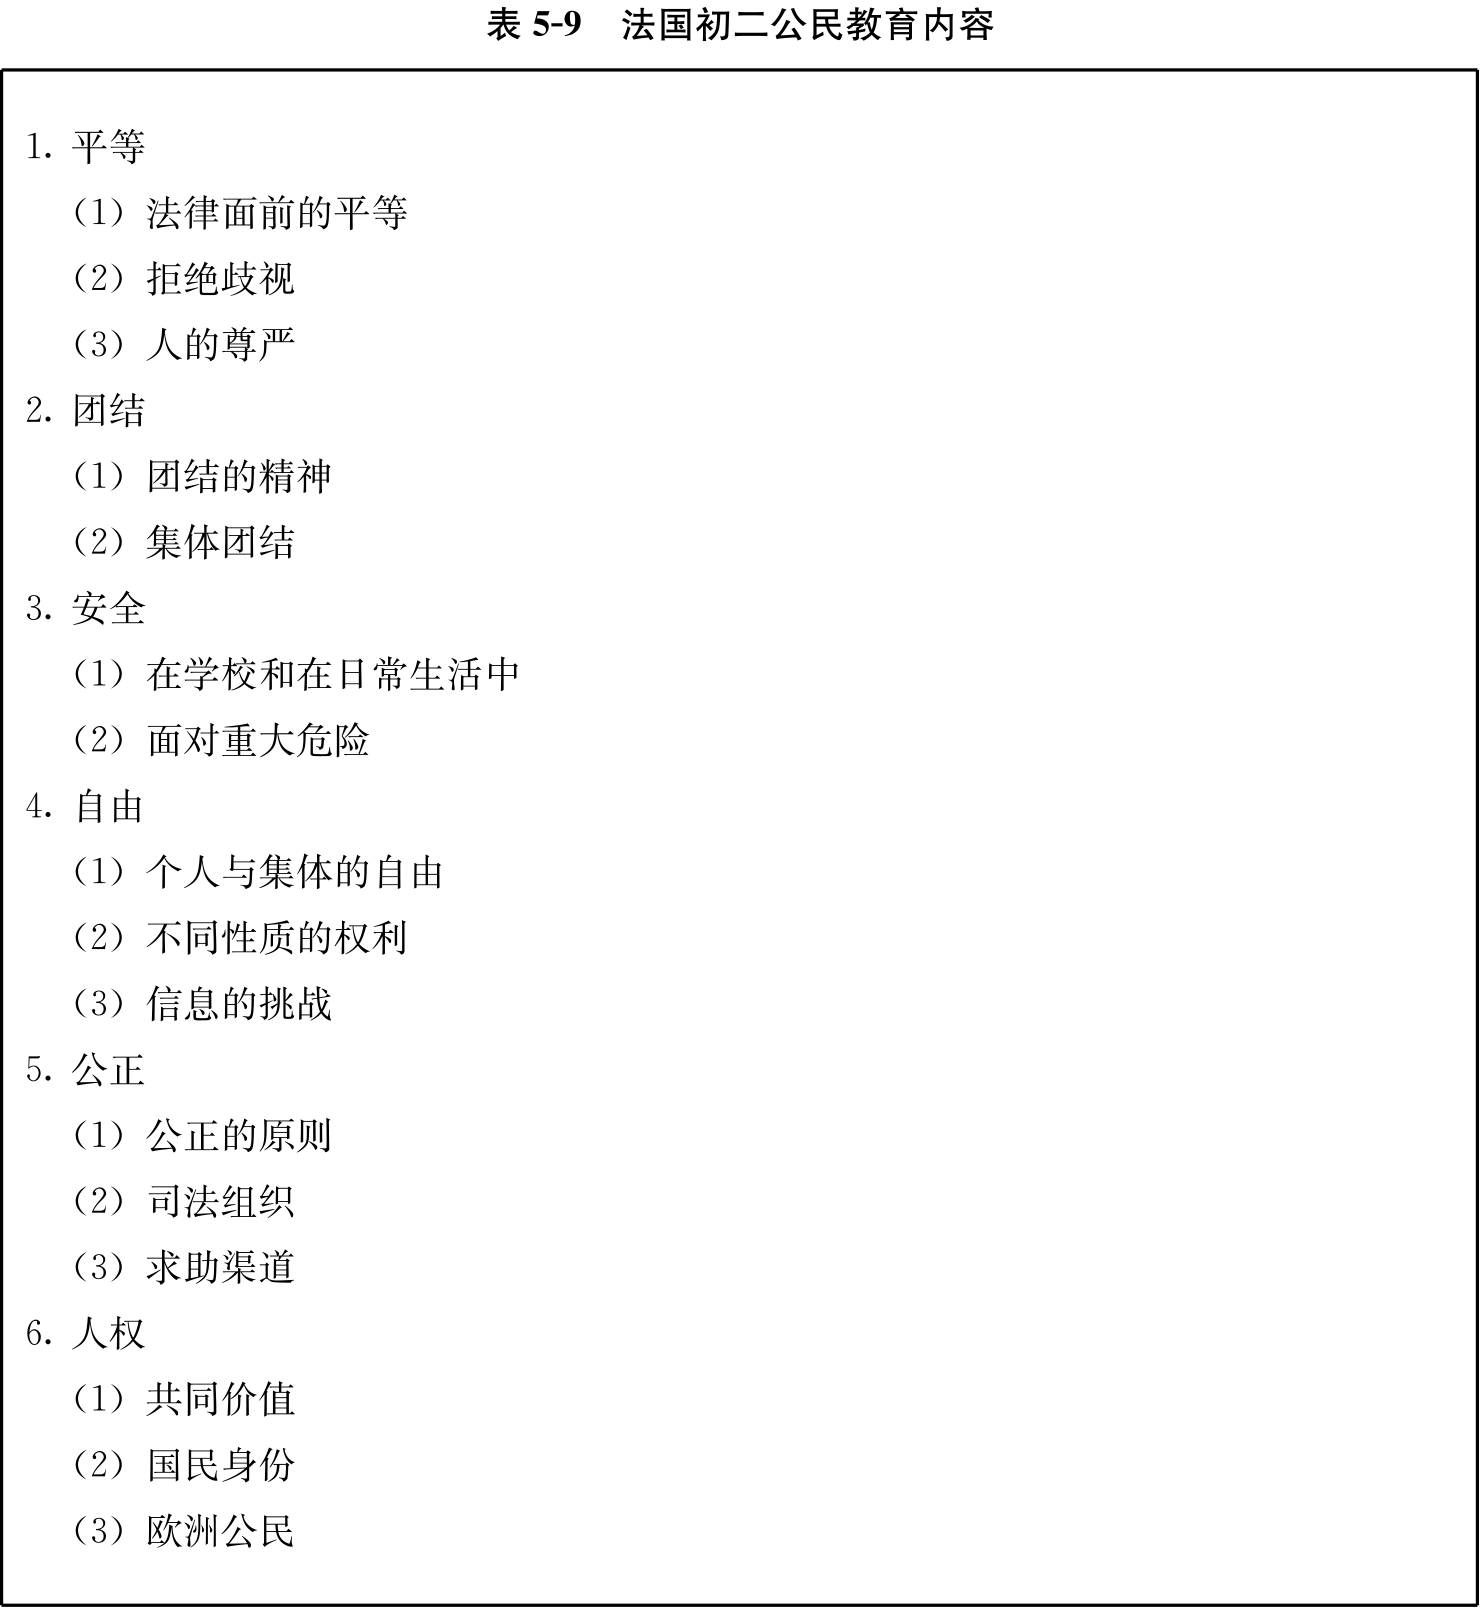 表 5-9 法国初二公民教育内容
1. 平等
(1) 法律面前的平等
(2) 拒绝歧视
(3) 人的尊严
2. 团结
(1) 团结的精神
(2) 集体团结
3. 安全
(1) 在学校和在日常生活中
(2) 面对重大危险
4. 自由
(1) 个人与集体的自由
(2) 不同性质的权利
(3) 信息的挑战
5. 公正
(1) 公正的原则
(2) 司法组织
(3) 求助渠道
6. 人权
(1) 共同价值
(2) 国民身份
(3) 欧洲公民